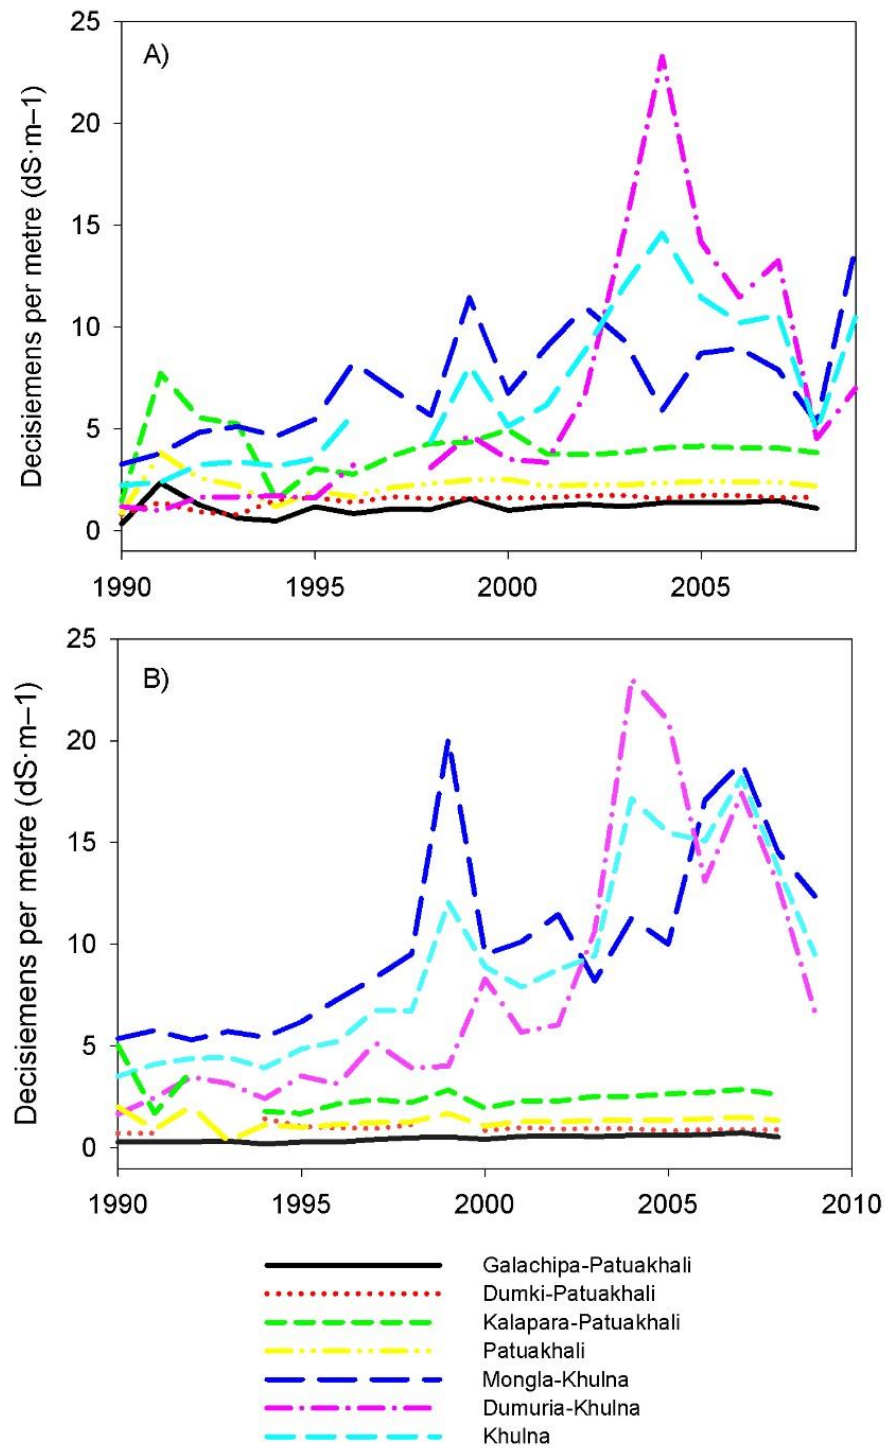 25
A)
20
15
10
5
0
Decisiemens per metre (dS·m–1)
1990
1995
2000
2005
25
B)
20
15
10
5
0
Decisiemens per metre (dS·m–1)
1990
1995
2000
2005
2010
Galachipa-Patuakhali
Dumki-Patuakhali
Kalapara-Patuakhali
Patuakhali
Mongla-Khulna
Dumuria-Khulna
Khulna